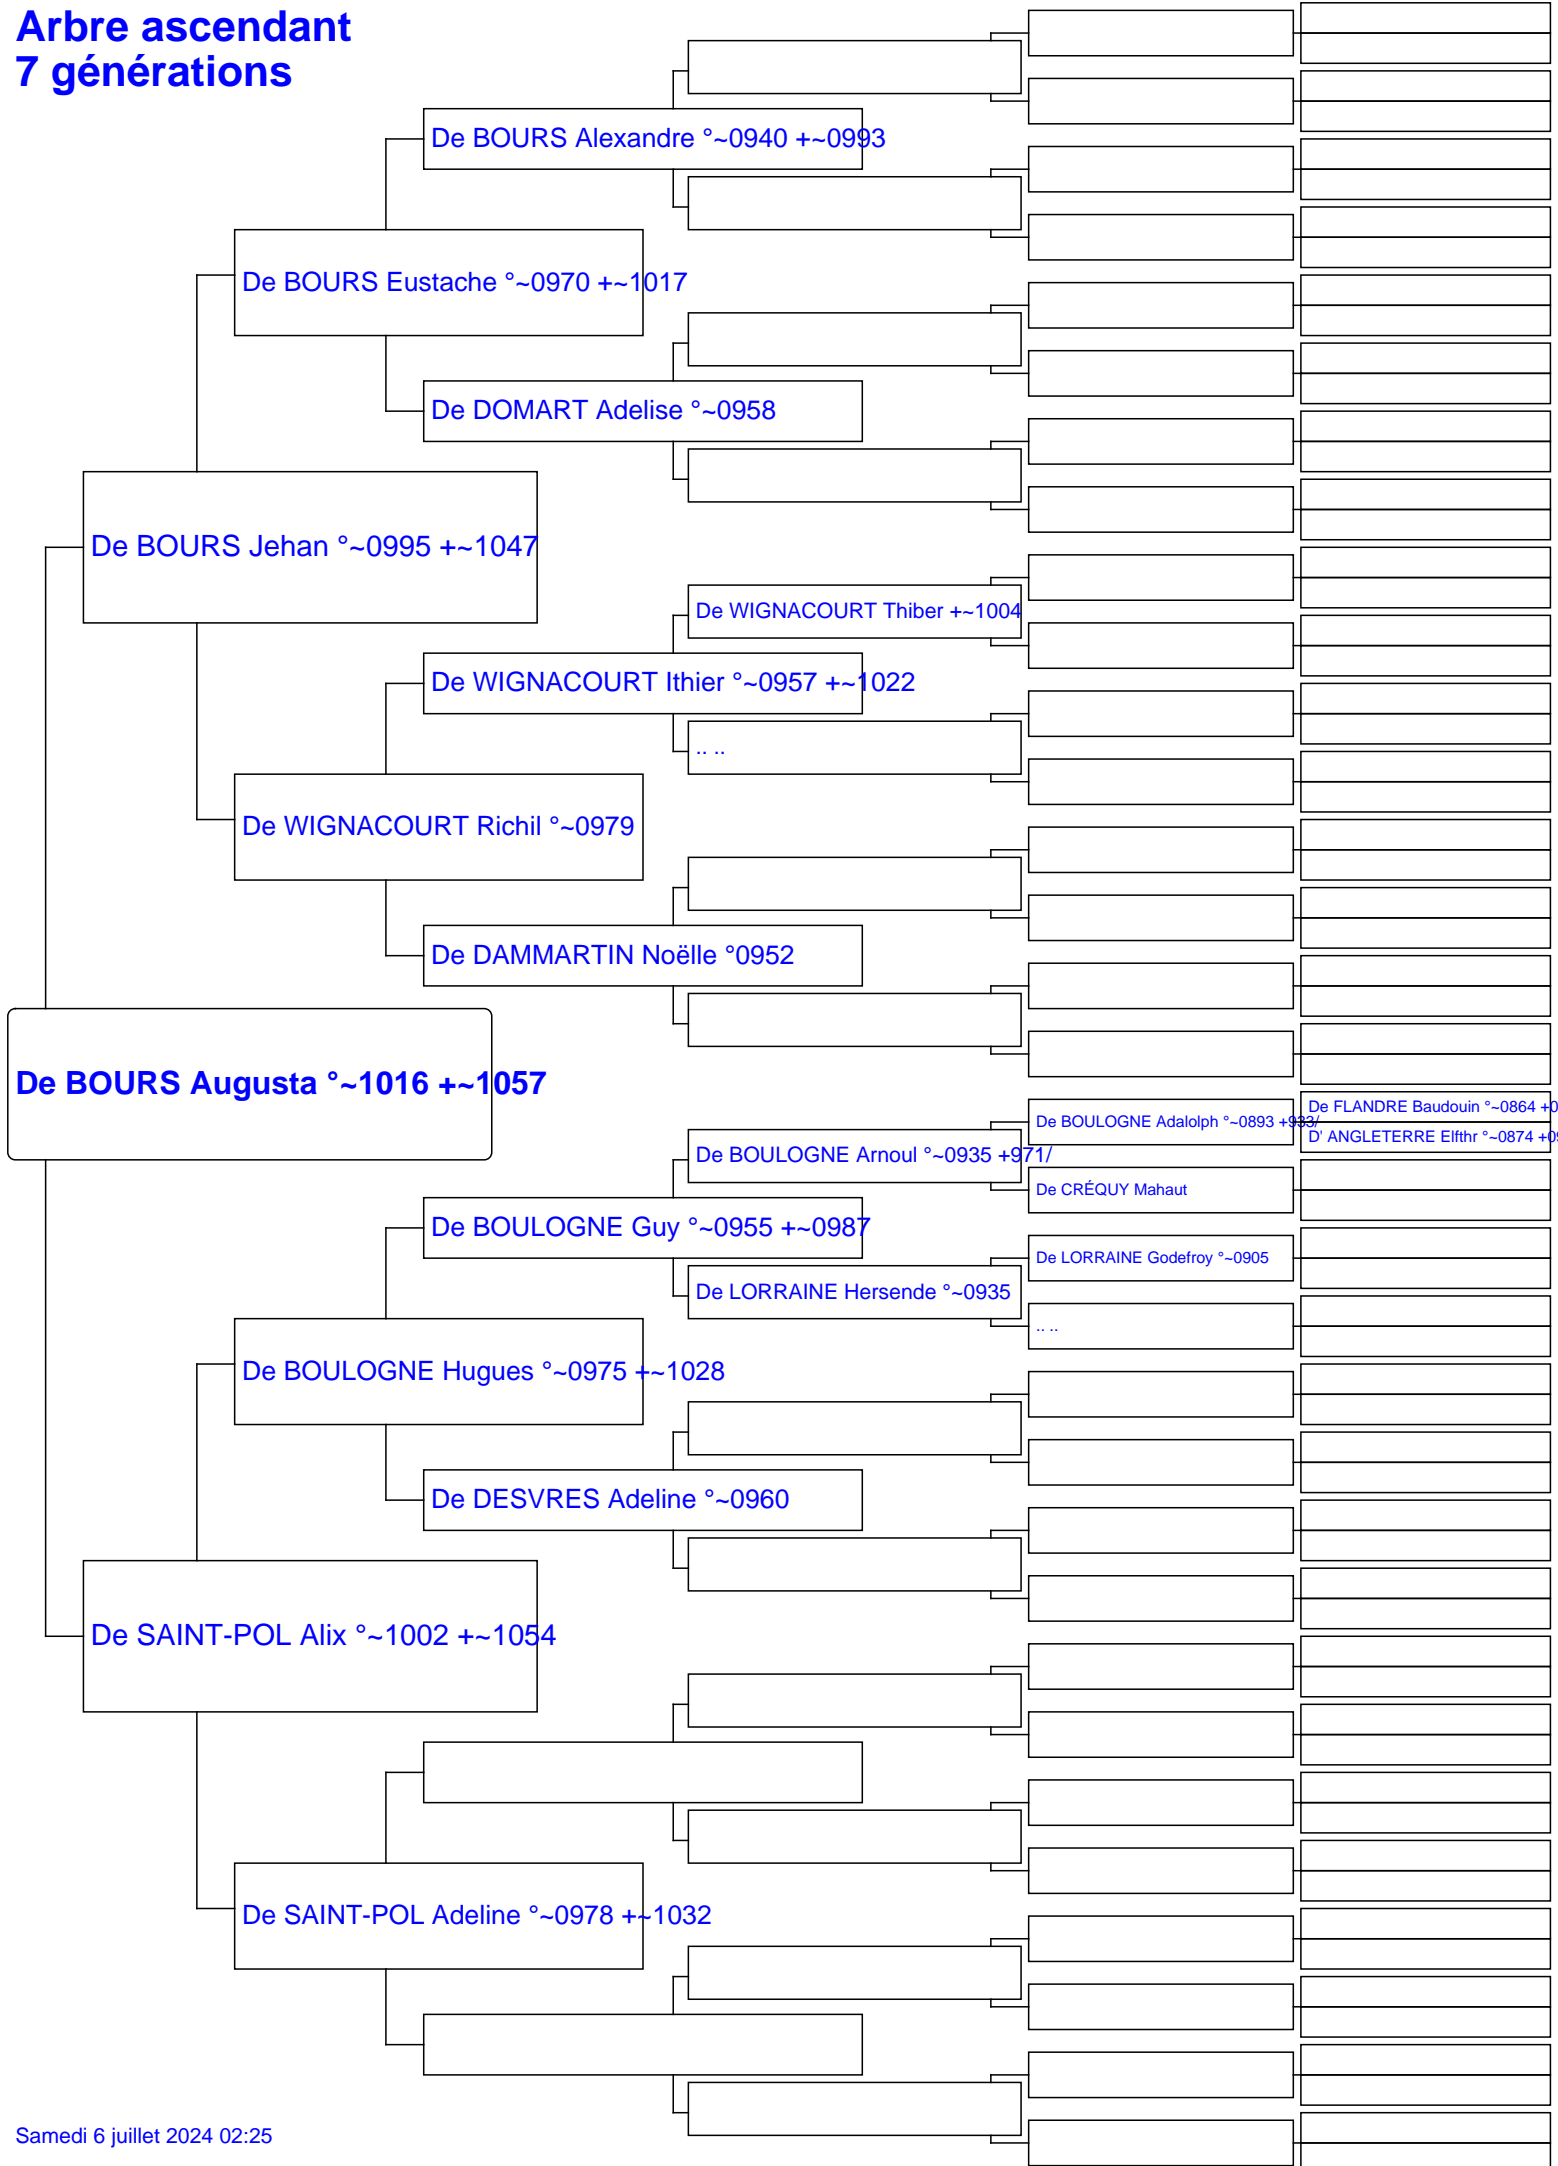 Arbre ascendant
7 générations
De BOURS Alexandre °~0940 +~0993
De BOURS Eustache °~0970 +~1017
De DOMART Adelise °~0958
De BOURS Jehan °~0995 +~1047
De WIGNACOURT Thiber +~1004
De WIGNACOURT Ithier °~0957 +~1022
.. ..
De WIGNACOURT Richil °~0979
De DAMMARTIN Noëlle °0952
De BOURS Augusta °~1016 +~1057
De FLANDRE Baudouin °~0864 +0
De BOULOGNE Adalolph °~0893 +933/
D' ANGLETERRE Elfthr °~0874 +09
De BOULOGNE Arnoul °~0935 +971/
De CRÉQUY Mahaut
De BOULOGNE Guy °~0955 +~0987
De LORRAINE Godefroy °~0905
De LORRAINE Hersende °~0935
.. ..
De BOULOGNE Hugues °~0975 +~1028
De DESVRES Adeline °~0960
De SAINT-POL Alix °~1002 +~1054
De SAINT-POL Adeline °~0978 +~1032
Samedi 6 juillet 2024 02:25